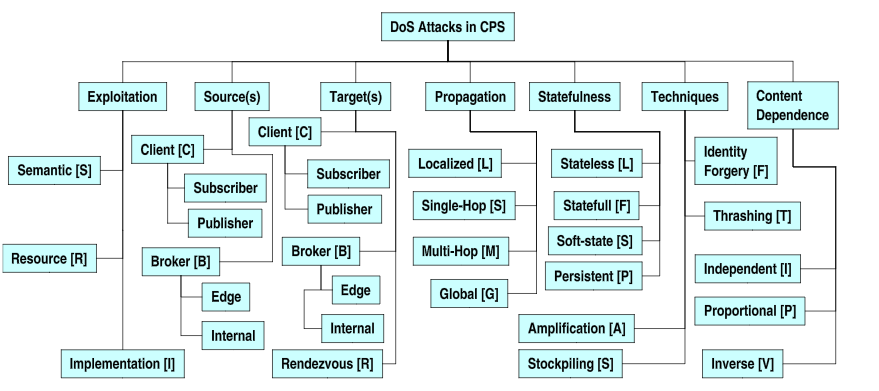 DoS Attacks in CPS
Exploitation
Semantic [S]
Resource [R]
Implementation [I]
Source(s)
Client [C]
Subscriber
Publisher
Broker [B]
Edge
Internal
Target(s)
Client [C]
Subscriber
Publisher
Broker [B]
Edge
Internal
Rendezvous [R]
Propagation
Localized [L]
Single-Hop [S]
Multi-Hop [M]
Global [G]
Statefulness
Stateless [L]
Statefull [F]
Soft-state [S]
Persistent [P]
Techniques
Identity
Forgery [F]
Thrashing [T]
Amplification [A]
Stockpiling [S]
Content
Dependence
Independent [I]
Proportional [P]
Inverse [V]